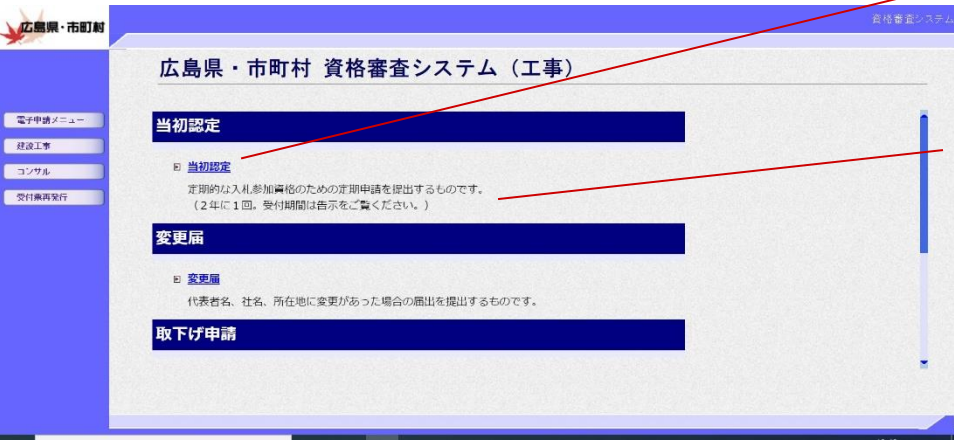 広島県・市町村
資格審査システム
広島県・市町村 資格審査システム（工事）
電子申請メニュー
建設工事
コンサル
受付票再発行
当初認定
当初認定
定期的な入札参加資格のための定期申請を提出するものです。
（２年に１回。受付期間は告示をご覧ください。）
変更届
変更届
代表者名、社名、所在地に変更があった場合の届出を提出するものです。
取下げ申請